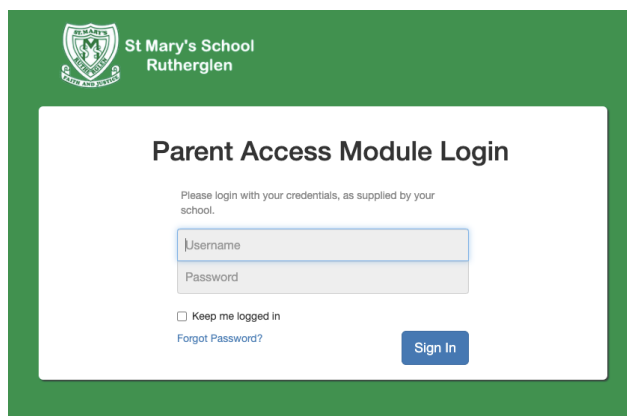 ST. MARY'S
RUTHERGLEN
FAITH AND JUSTICE
St Mary's School
Rutherglen
Parent Access Module Login
Please login with your credentials, as supplied by your
school.
Username
Password
Keep me logged in
Forgot Password?
Sign In